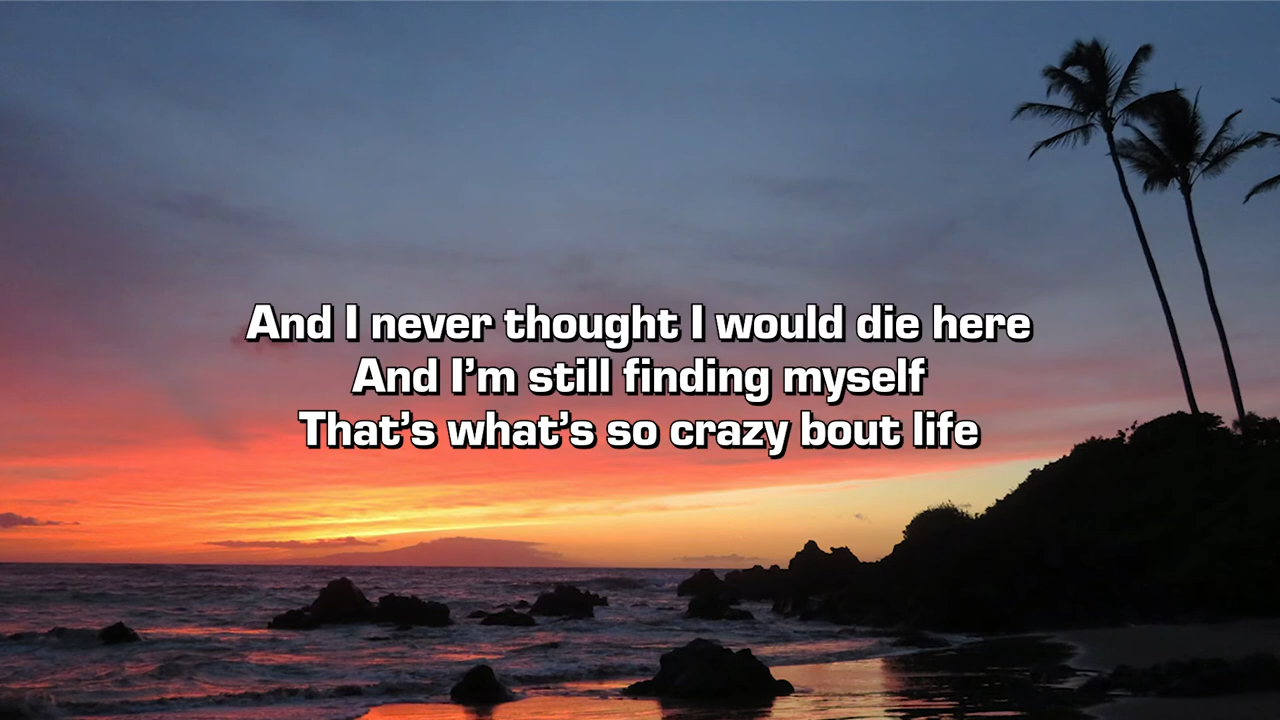 And I never thought I would die here
And I’m still finding myself
That’s what’s so crazy bout life